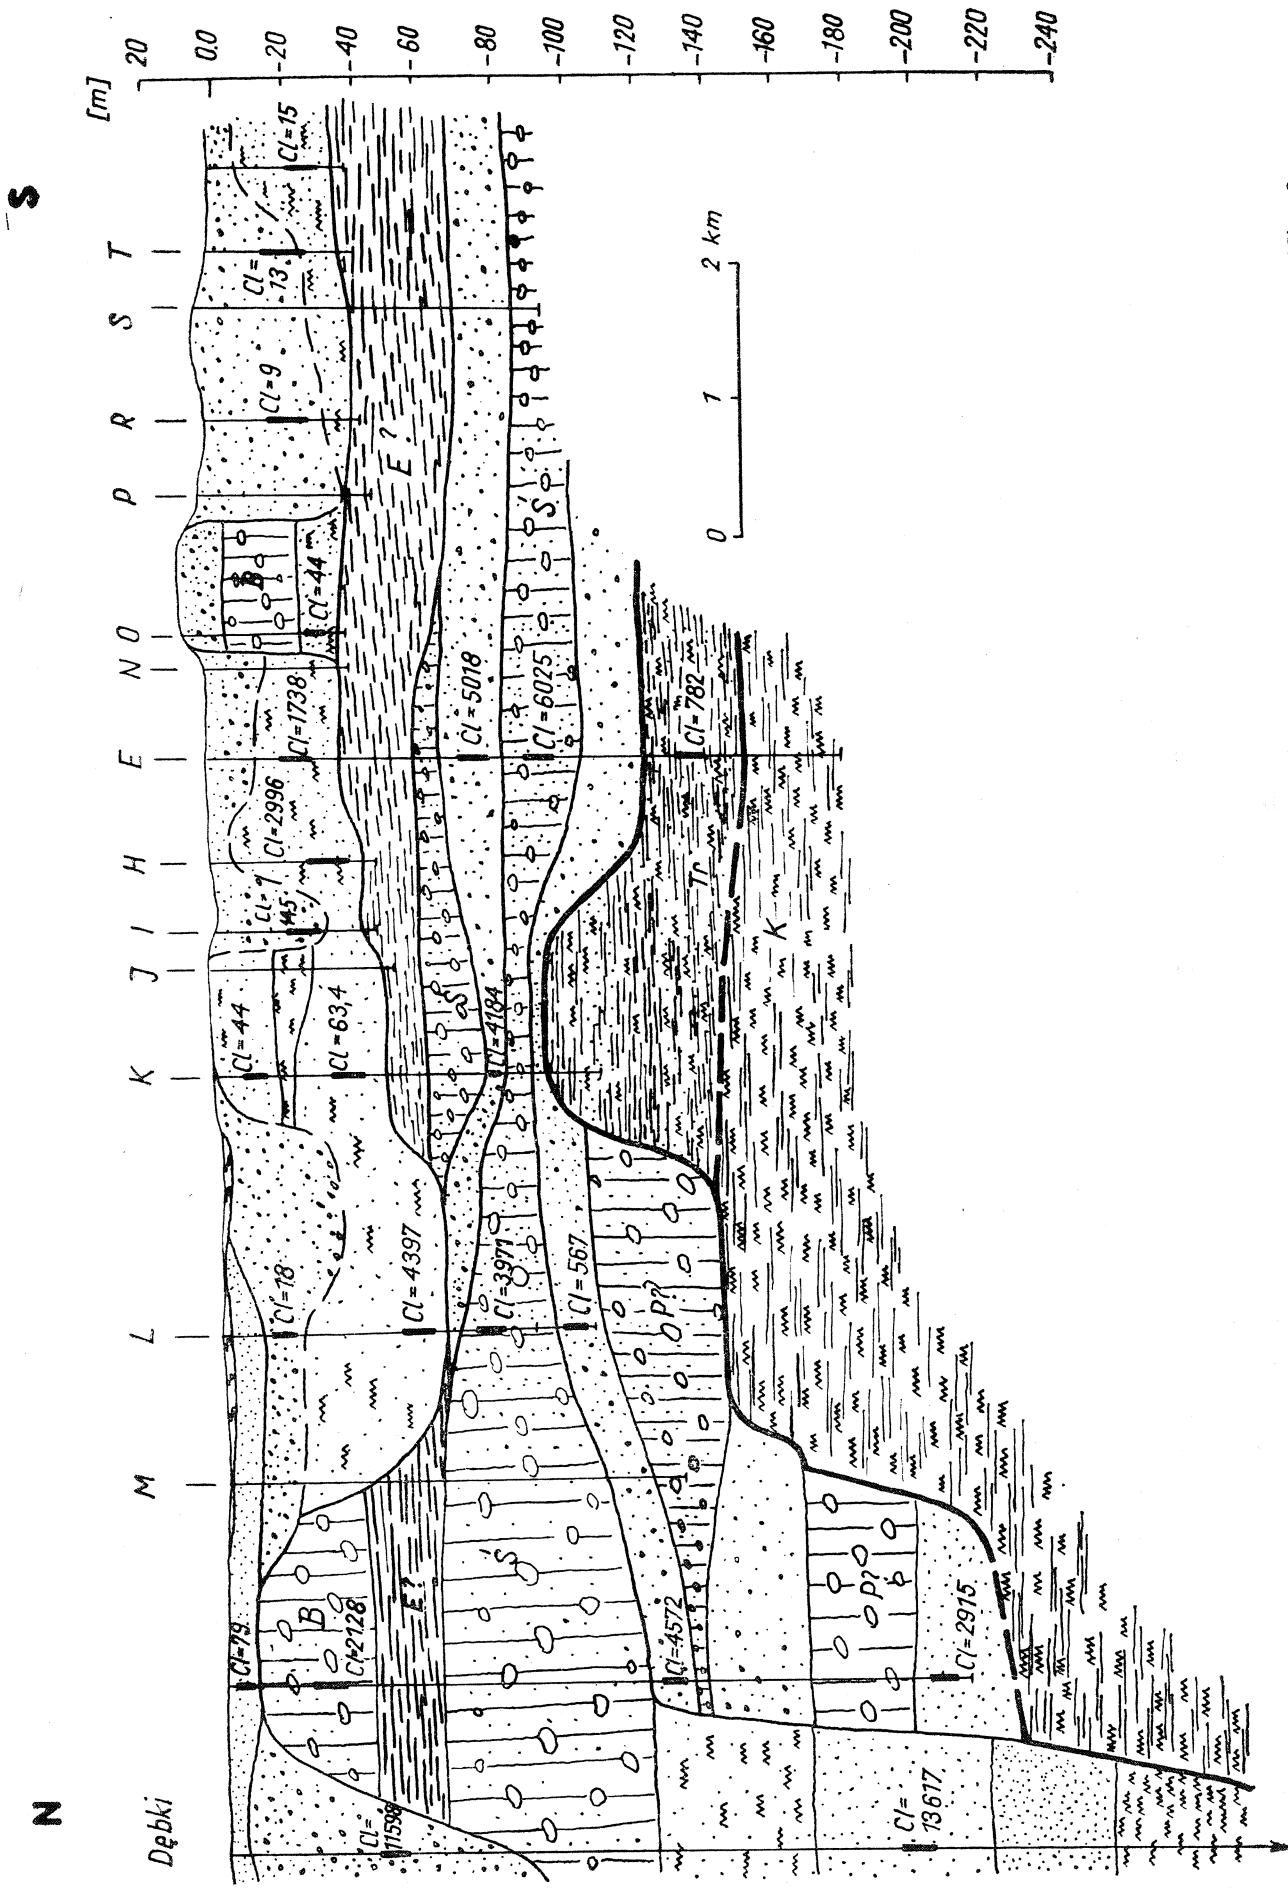 N
S
[m]
20
0.0
-20
-40
-60
-80
-100
-120
-140
-160
-180
-200
-220
-240
Dębki
M
L
K
J
I
H
E
N
O
P
R
S
T
Cl=79
Cl=18
Cl=44
Cl=63,4
Cl=2996
Cl=1738
Cl=44
Cl=9
Cl=
13
Cl=15
B
B
Cl=2128
Cl=
11598
E?
E?
Cl=4397
Cl=3971
Cl=4184
Cl=5018
Cl=6025
Cl=567
Cl=782
Cl=4572
Cl=2915
Cl=
13617
Ś
Ś
Ś
P??
P?
Tr
K
0
1
2 km